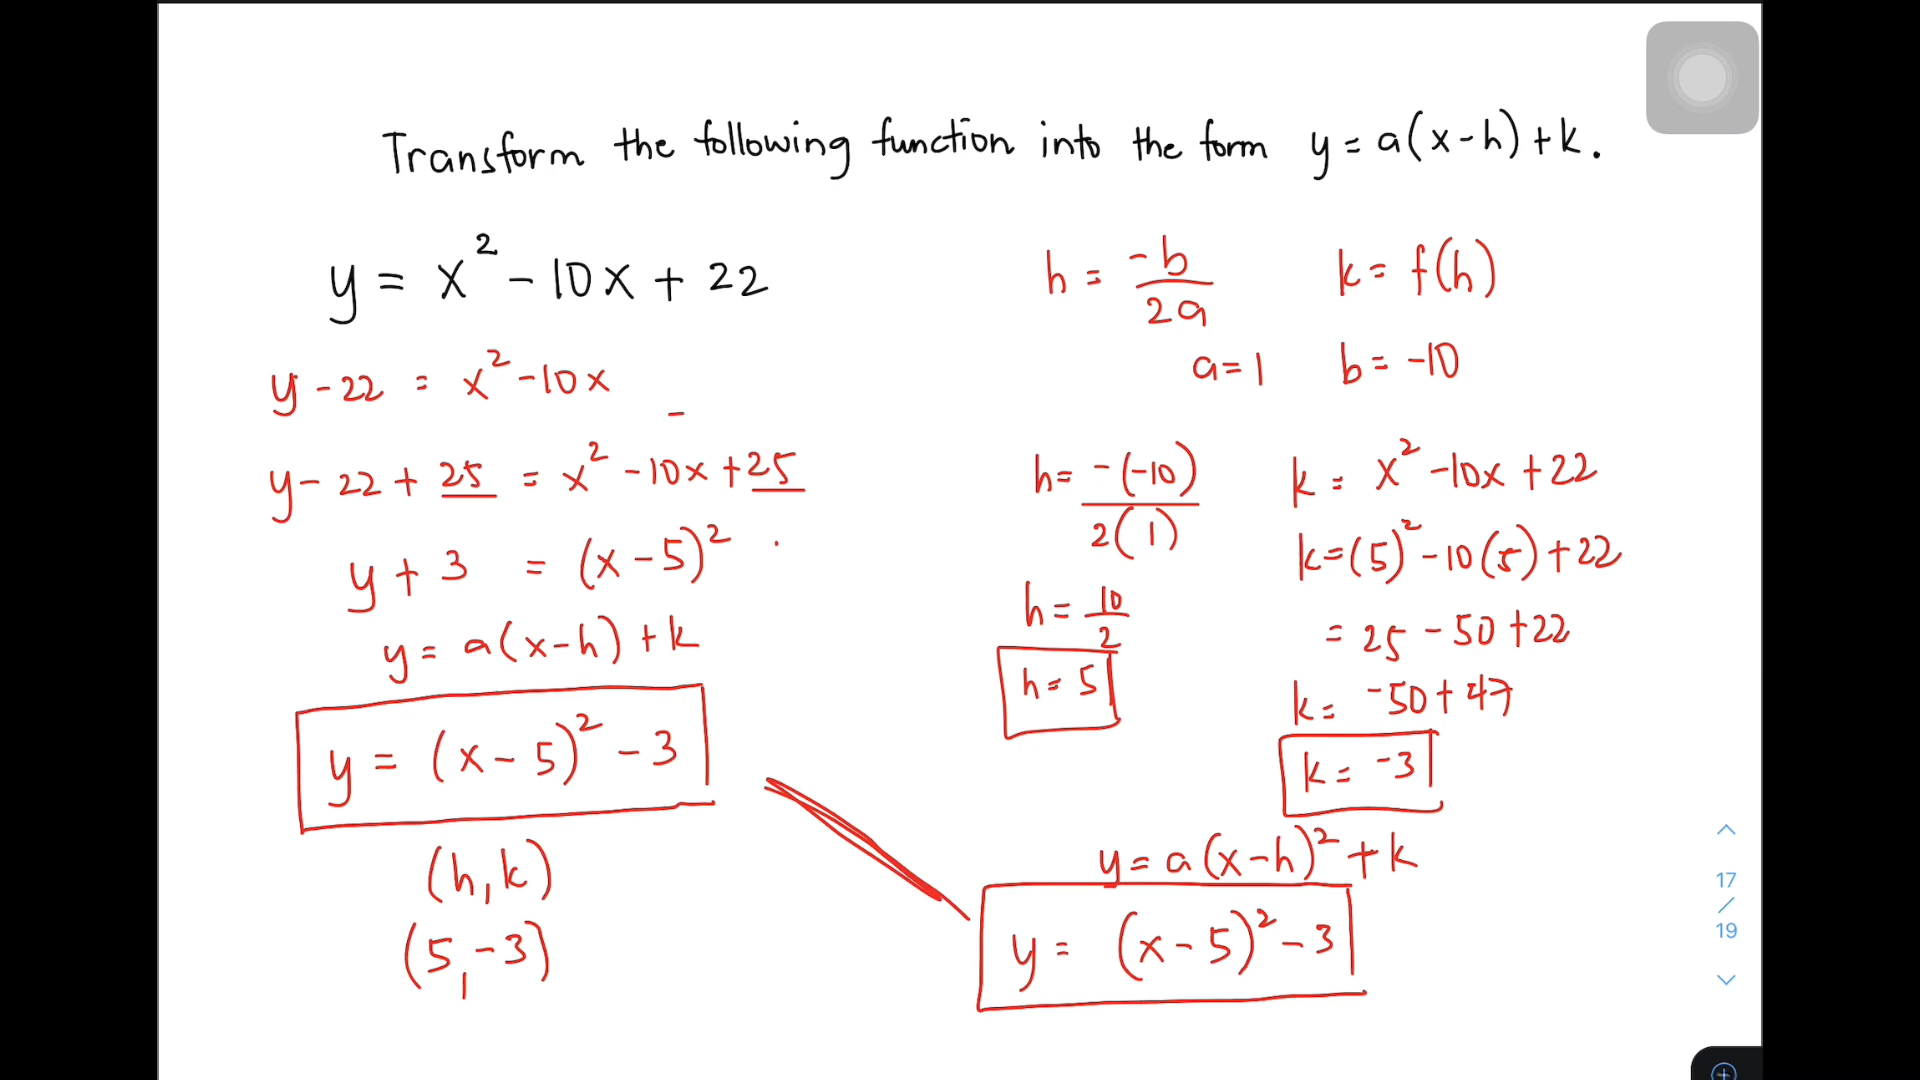 Transform the following function into the form y = a(x-h)+k.
y = x² - 10x + 22
y - 22 = x² - 10x
y - 22 + 25 = x² - 10x + 25
y + 3 = (x - 5)²
y = a(x-h) + k
y = (x - 5)² - 3
(h, k)
(5, -3)
h = -b/2a
k = f(h)
a = 1
b = -10
h = -(-10)/2(1)
h = 10/2
h = 5
k = x² - 10x + 22
k = (5)² - 10(5) + 22
= 25 - 50 + 22
k = -50 + 47
k = -3
y = a(x-h)² + k
y = (x - 5)² - 3
17
/
19